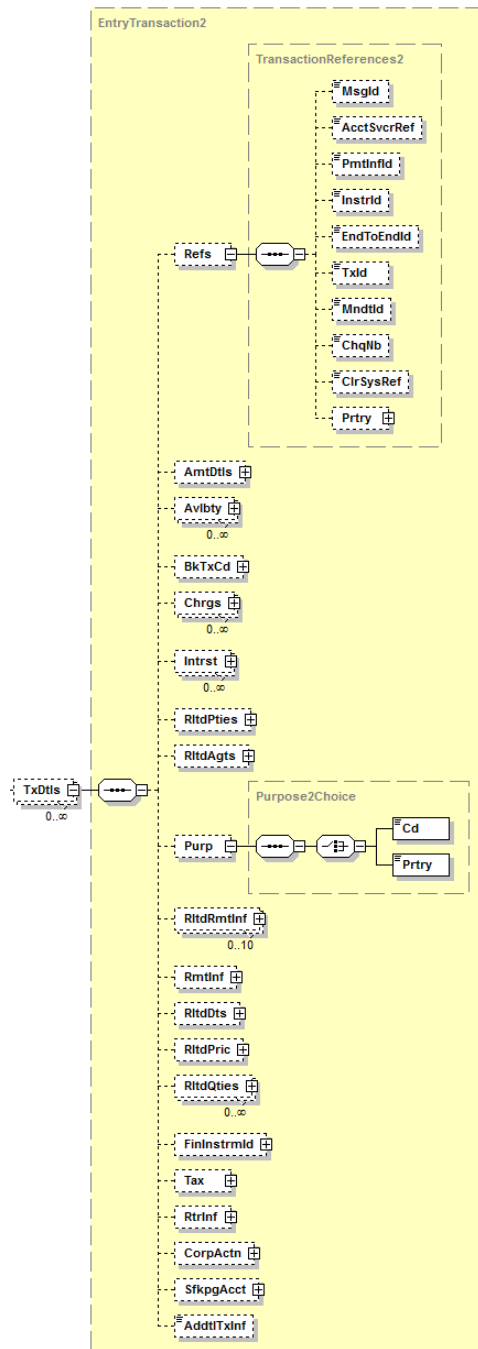 EntryTransaction2
TransactionReferences2
MsgId
AcctSvcrRef
PmtInfId
InstrId
Refs
EndToEndId
TxId
MndtId
ChqNb
ClrSysRef
Prtry
AmtDtls
Avlbty
0..∞
BkTxCd
Chrgs
0..∞
Intrst
0..∞
RltdPties
RltdAgts
TxDtls
0..∞
Purpose2Choice
Cd
Purp
Prtry
RltdRmtInf
0..10
RmtInf
RltdDts
RltdPric
RltdQties
0..∞
FinInstrmId
Tax
RtrInf
CorpActn
SfkpgAcct
AddtlTxInf